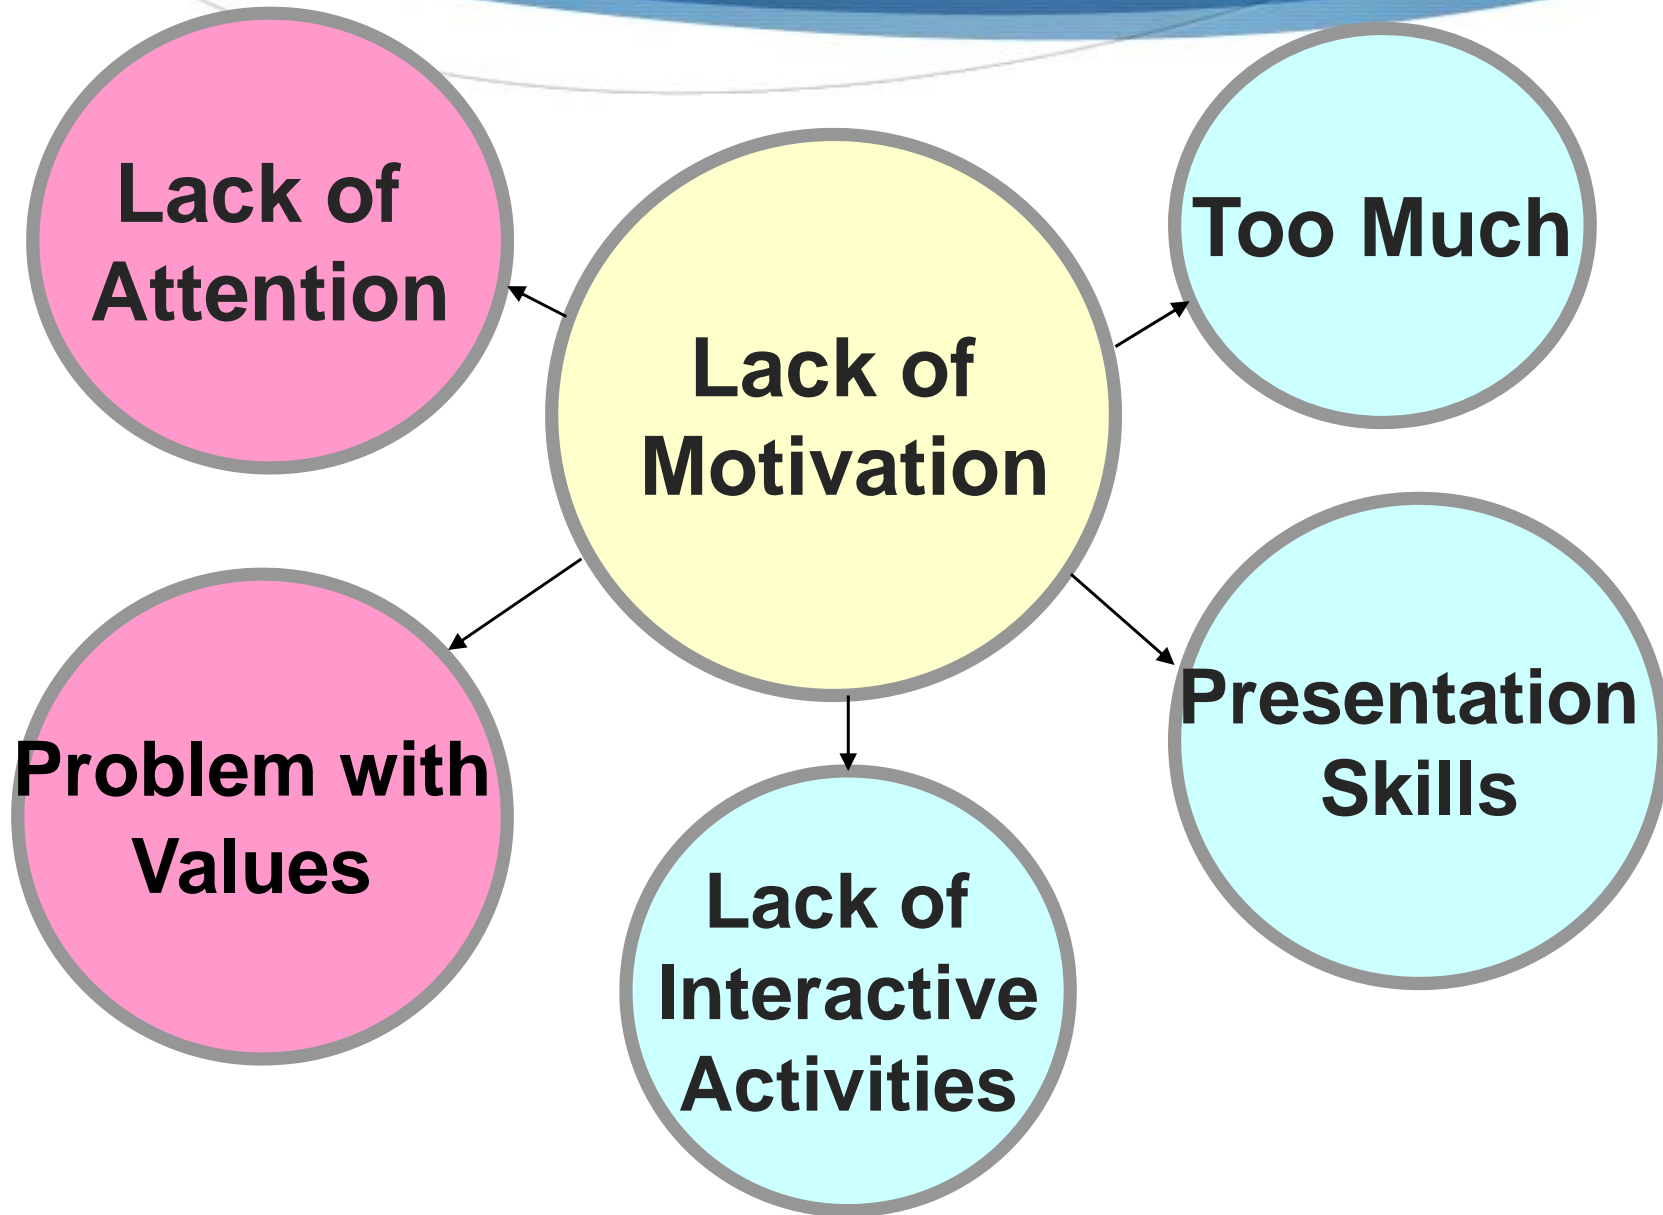 Lack of
Attention
Lack of
Motivation
Too Much
Problem with
Values
Lack of
Interactive
Activities
Presentation
Skills